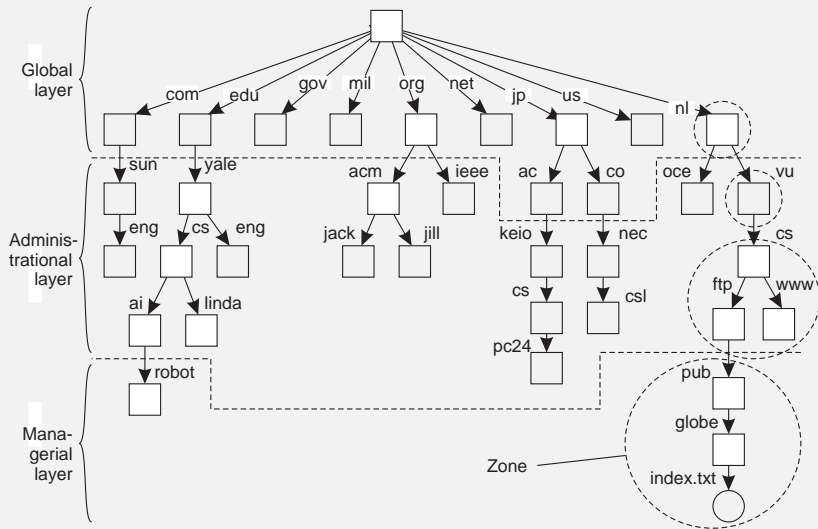 Global
layer
com
edu
gov
mil
org
net
jp
us
nl
sun
yale
acm
ieee
ac
co
oce
vu
Adminis-
trational
layer
eng
cs
eng
jack
jill
keio
nec
cs
ai
linda
cs
csl
ftp
www
pc24
robot
pub
Mana-
gerial
layer
globe
Zone
index.txt